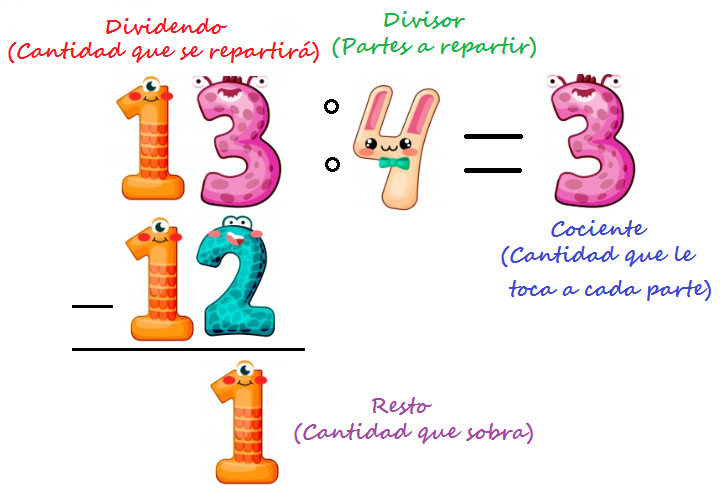 Dividendo
(Cantidad que se repartirá)
Divisor
(Partes a repartir)
13 : 4 = 3
Cociente
(Cantidad que le
toca a cada parte)
– 12
1
Resto
(Cantidad que sobra)